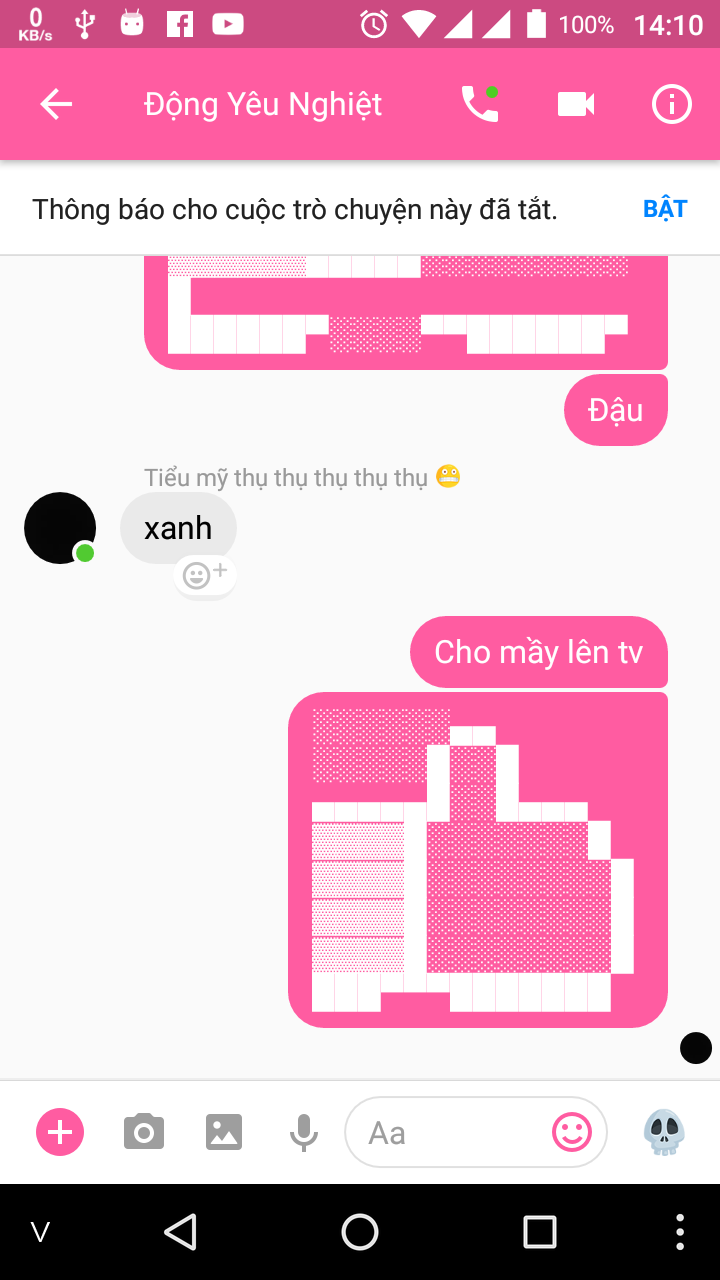 0
KB/s
100%
14:10
Động Yêu Nghiệt
Thông báo cho cuộc trò chuyện này đã tắt.
BẬT
Đậu
Tiểu mỹ thụ thụ thụ thụ thụ 😬
xanh
Cho mầy lên tv
Aa